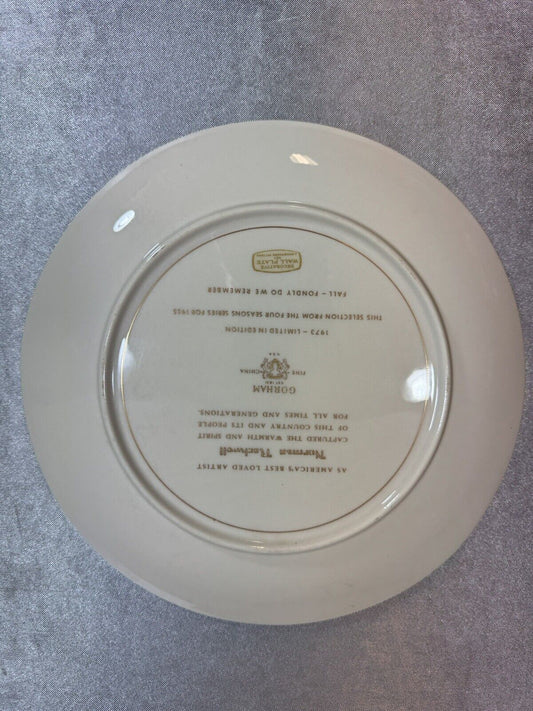 AS AMERICA'S BEST LOVED ARTIST
Norman Rockwell
CAPTURED THE WARMTH AND SPIRIT
OF THIS COUNTRY AND ITS PEOPLE
FOR ALL TIMES AND GENERATIONS.
GORHAM
EST 1831
FINE CHINA
U.S.A.
1973 – LIMITED IN EDITION
THIS SELECTION FROM THE FOUR SEASONS SERIES FOR 1955
FALL – FONDLY DO WE REMEMBER
DECORATIVE
WALL PLATE